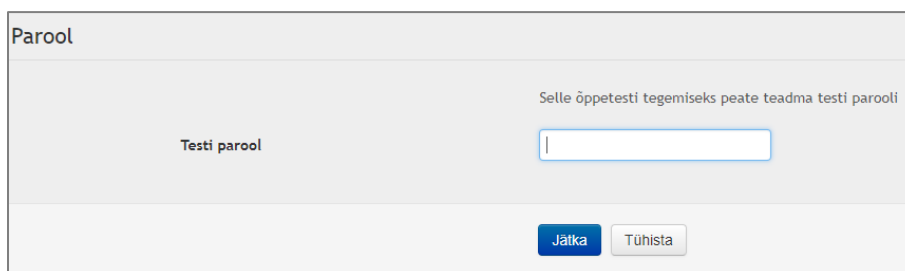 Parool
Selle õppetesti tegemiseks peate teadma testi parooli
Testi parool
Jätka
Tühista